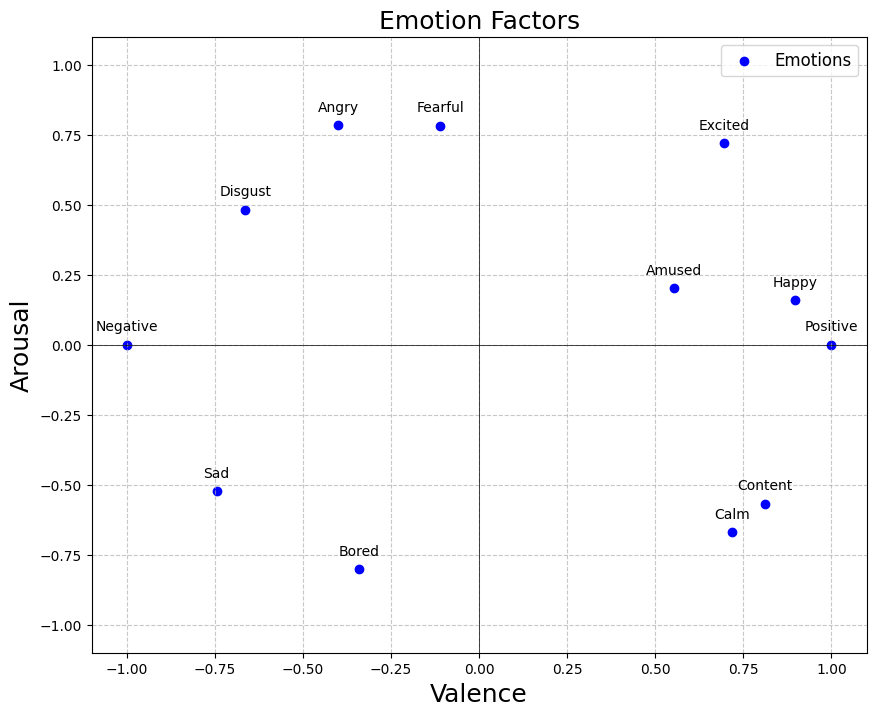 Emotion Factors
Emotions
1.00
0.75
0.50
0.25
0.00
−0.25
−0.50
−0.75
−1.00
Arousal
Angry
Fearful
Excited
Disgust
Amused
Happy
Negative
Positive
Sad
Content
Calm
Bored
−1.00
−0.75
−0.50
−0.25
0.00
0.25
0.50
0.75
1.00
Valence